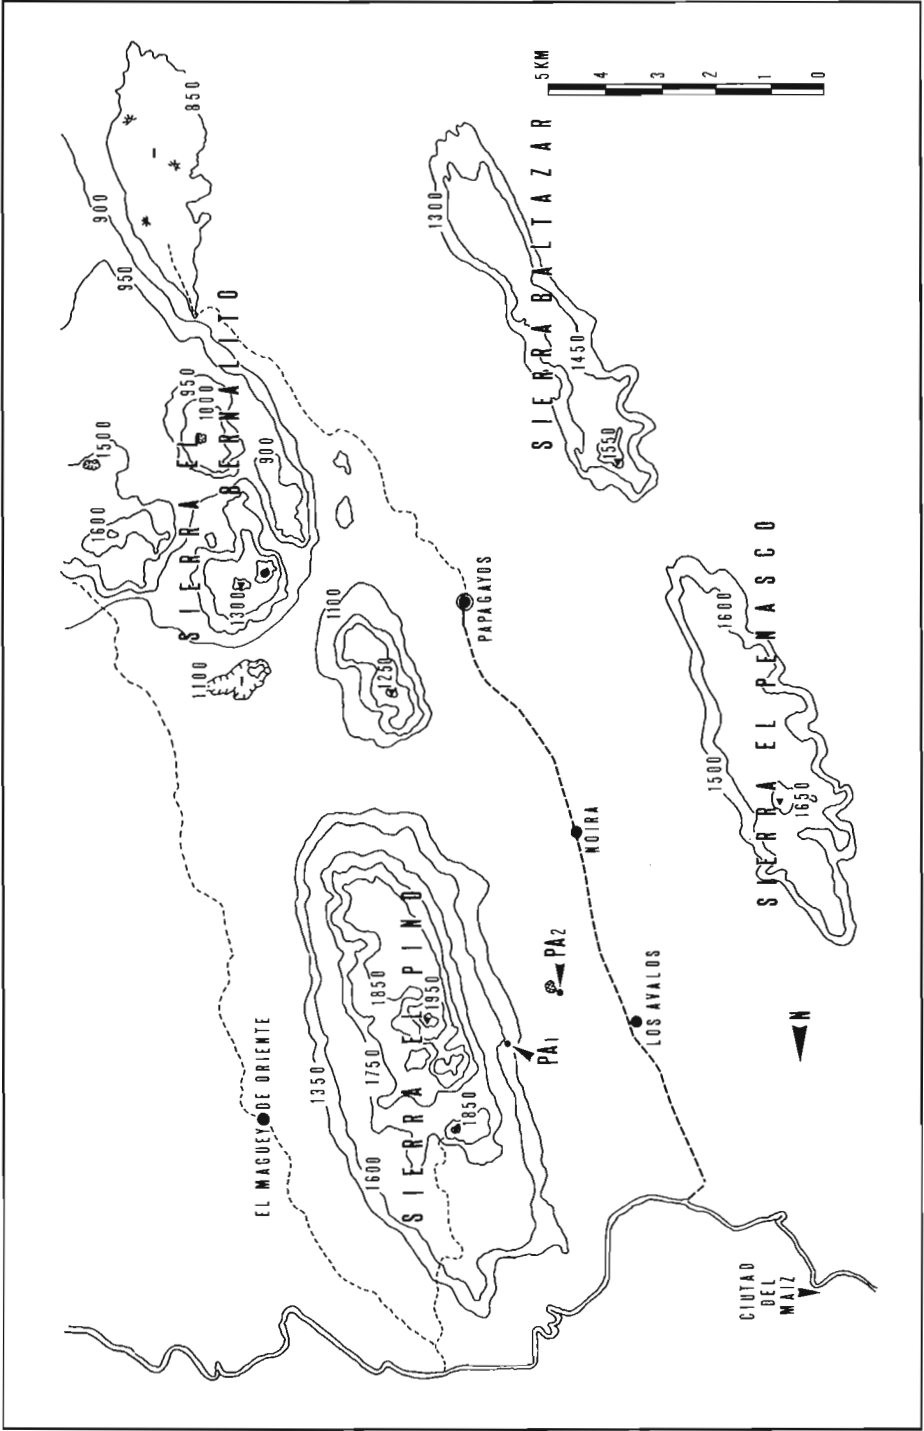 SIERRA EL BERNALITO
850
900
950
950
1000
900
1500
1600
1300
1100
1100
1250
5 KM
4
3
2
1
0
SIERRA BALTAZAR
1300
1450
1550
PAPAGAYOS
SIERRA EL PENASCO
1600
1500
1650
NOIRA
SIERRA EL PINO
1850
1950
1750
1350
1600
1850
PA2
PA1
LOS AVALOS
EL MAGUEY DE ORIENTE
N
CIUTAD
DEL
MAIZ